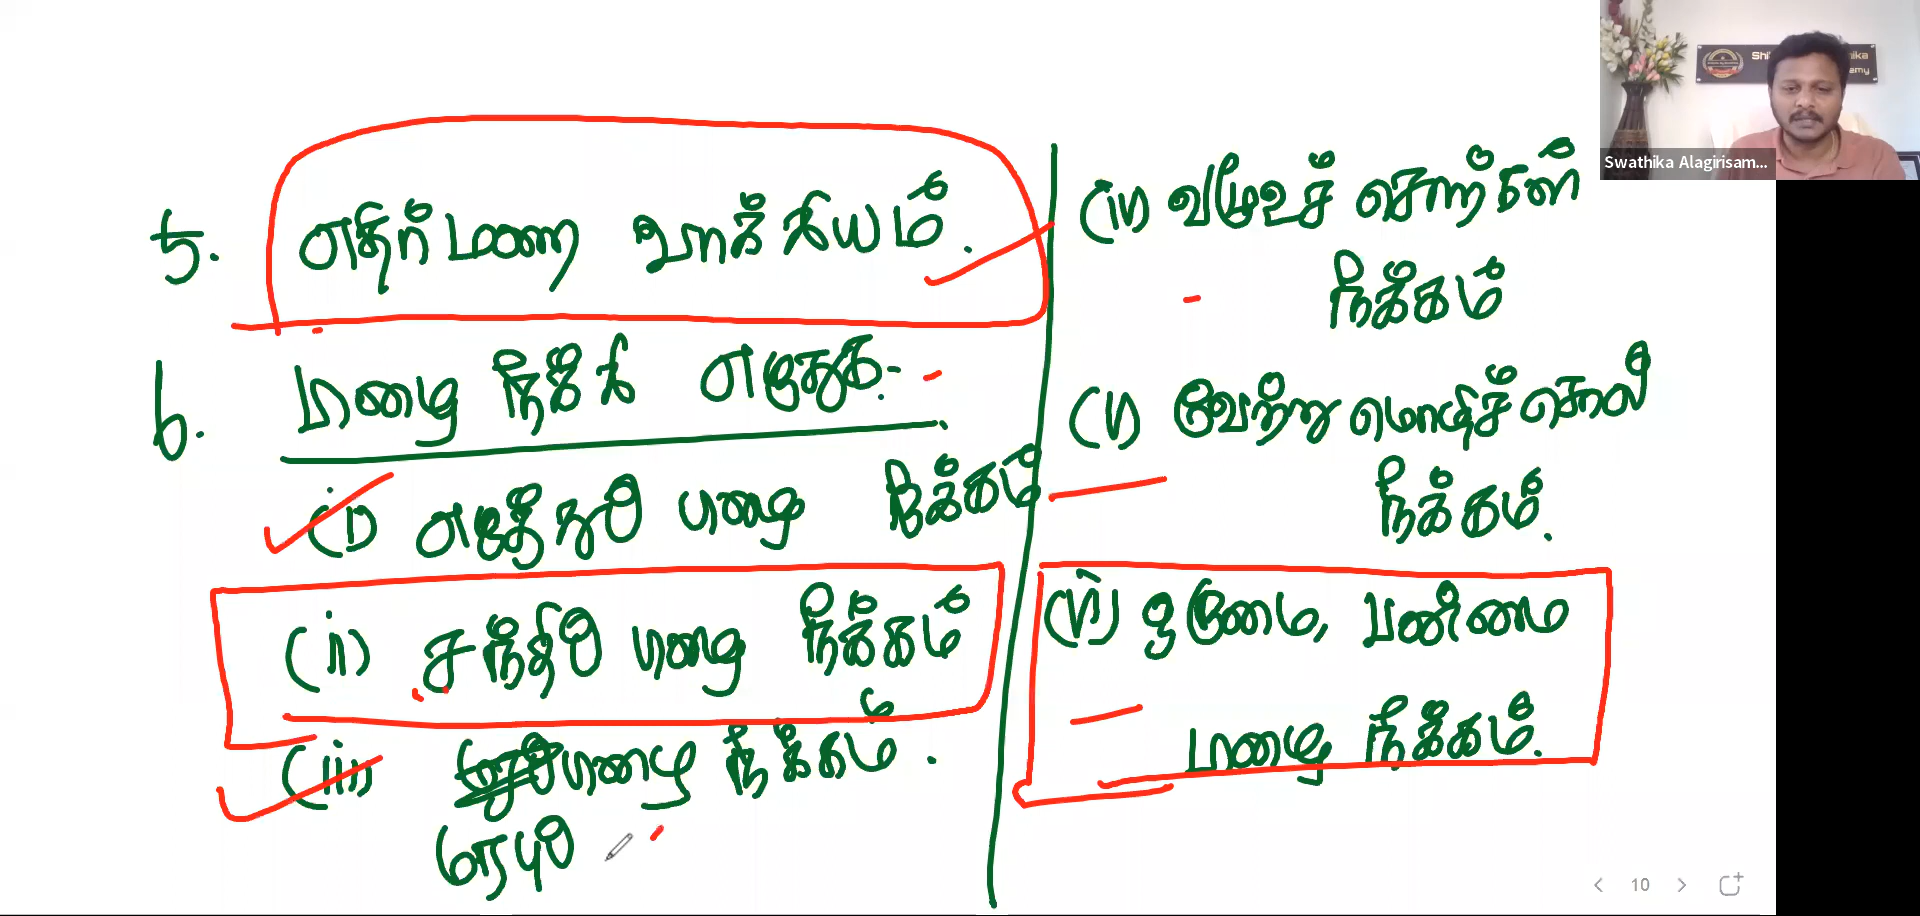 5. எதிர்மறை வாக்கியம்.
6. பிழை நீக்கி எழுதுக.
(i) எழுத்துப் பிழை நீக்கம்
(ii) சந்திப் பிழை நீக்கம்
(iii) பிழை நீக்கம்.
மரபுப்
(iv) வழூஉச் சொற்கள்
நீக்கம்
(v) வேற்று மொழிச் சொல்
நீக்கம்.
(vi) ஒருமை, பன்மை
பிழை நீக்கம்.
Swathika Alagirisam...
10